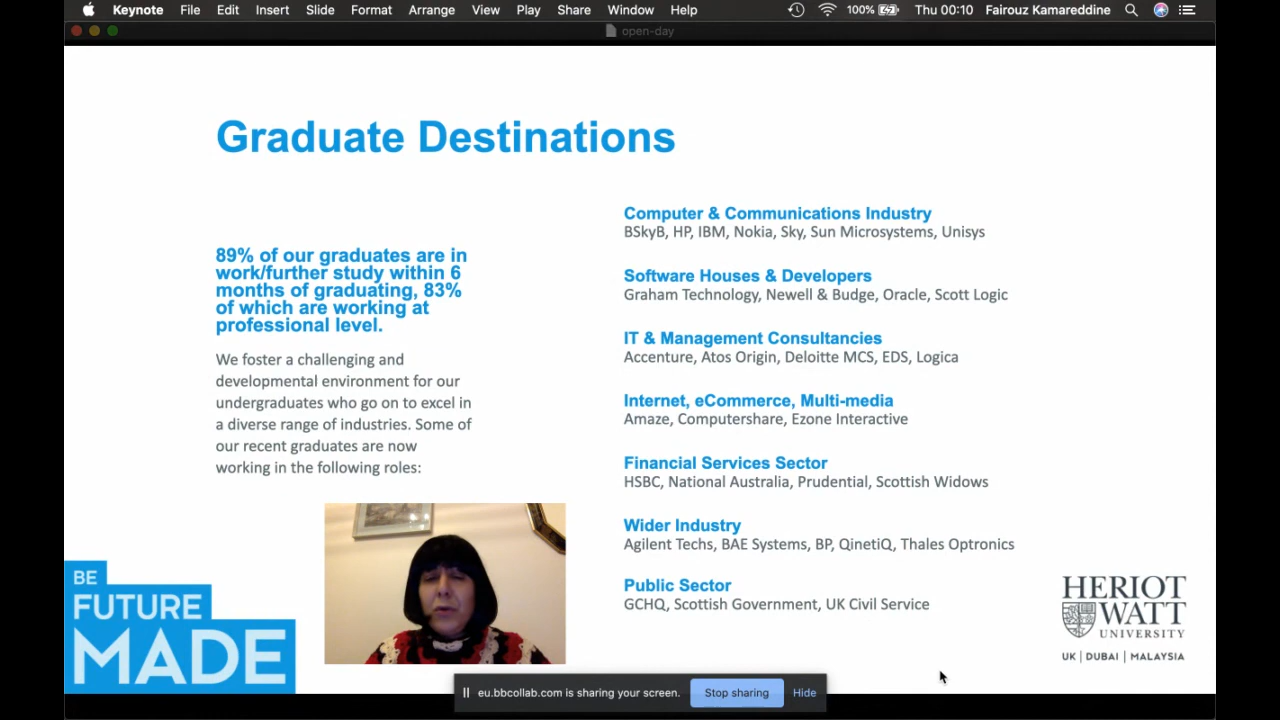 Keynote File Edit Insert Slide Format Arrange View Play Share Window Help 100% Thu 00:10 Fairouz Kamareddine
open-day
Graduate Destinations
89% of our graduates are in
work/further study within 6
months of graduating, 83%
of which are working at
professional level.
We foster a challenging and
developmental environment for our
undergraduates who go on to excel in
a diverse range of industries. Some of
our recent graduates are now
working in the following roles:
Computer & Communications Industry
BSkyB, HP, IBM, Nokia, Sky, Sun Microsystems, Unisys
Software Houses & Developers
Graham Technology, Newell & Budge, Oracle, Scott Logic
IT & Management Consultancies
Accenture, Atos Origin, Deloitte MCS, EDS, Logica
Internet, eCommerce, Multi-media
Amaze, Computershare, Ezone Interactive
Financial Services Sector
HSBC, National Australia, Prudential, Scottish Widows
Wider Industry
Agilent Techs, BAE Systems, BP, QinetiQ, Thales Optronics
Public Sector
GCHQ, Scottish Government, UK Civil Service
BE
FUTURE
MADE
HERIOT
WATT
UNIVERSITY
UK | DUBAI | MALAYSIA
eu.bbcollab.com is sharing your screen. Stop sharing Hide